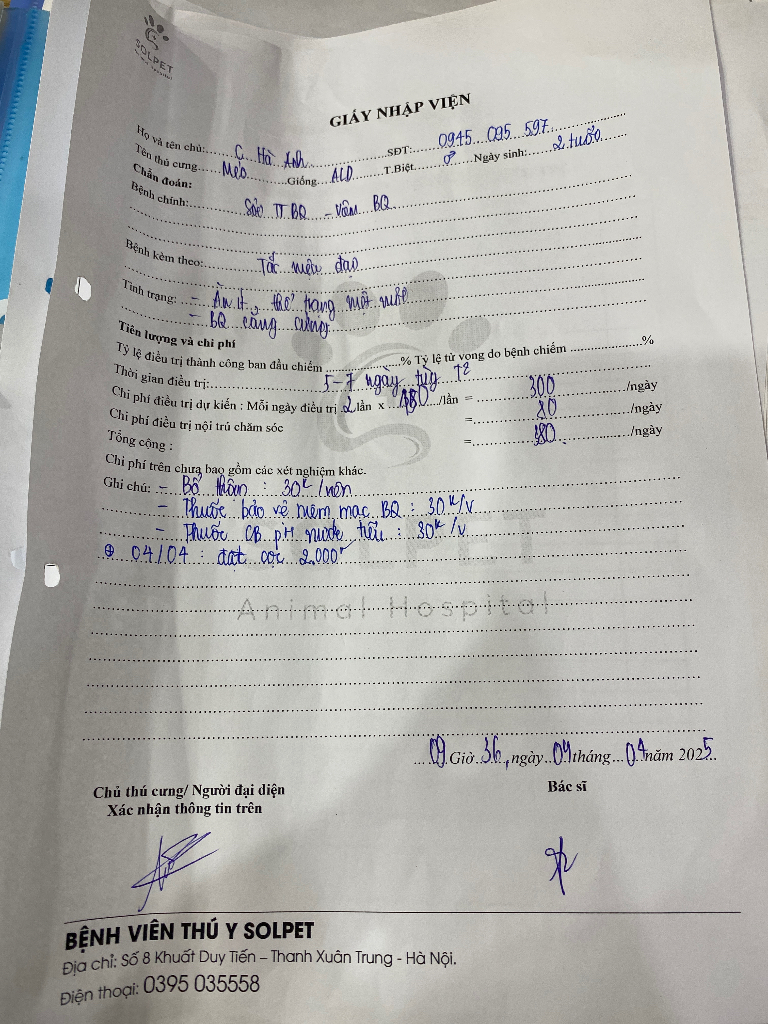 SOLPET
GIẤY NHẬP VIỆN
Họ và tên chủ: C. Hà Anh SĐT: 0945 095 597
Tên thú cưng Mèo Giống ALD T.Biệt ♂ Ngày sinh: 2 tuổi
Chẩn đoán:
Bệnh chính: Sỏi TT BQ - Viêm BQ
Bệnh kèm theo: Tắc niệu đạo
Tình trạng: - Ăn ít, thể trạng mệt mỏi
- BQ căng cứng
Tiên lượng và chi phí
Tỷ lệ điều trị thành công ban đầu chiếm ........% Tỷ lệ tử vong do bệnh chiếm ........%
Thời gian điều trị: 5-7 ngày tùy T²
Chi phí điều trị dự kiến : Mỗi ngày điều trị 2 lần x 150 /lần = 300 /ngày
Chi phí điều trị nội trú chăm sóc = 80 /ngày
Tổng cộng : = 380 /ngày
Chi phí trên chưa bao gồm các xét nghiệm khác.
Ghi chú: - Bổ thận : 30k/viên
- Thuốc bảo vệ niêm mạc BQ : 30k/v
- Thuốc CB pH nước tiểu : 30k/v
⊕ 04/04 : đặt cọc 2.000k
SOLPET
Animal Hospital
09 Giờ 36, ngày 04 tháng 04 năm 2025
Chủ thú cưng/ Người đại diện
Xác nhận thông tin trên
Bác sĩ
BỆNH VIÊN THÚ Y SOLPET
Địa chỉ: Số 8 Khuất Duy Tiến – Thanh Xuân Trung - Hà Nội.
Điện thoại: 0395 035558